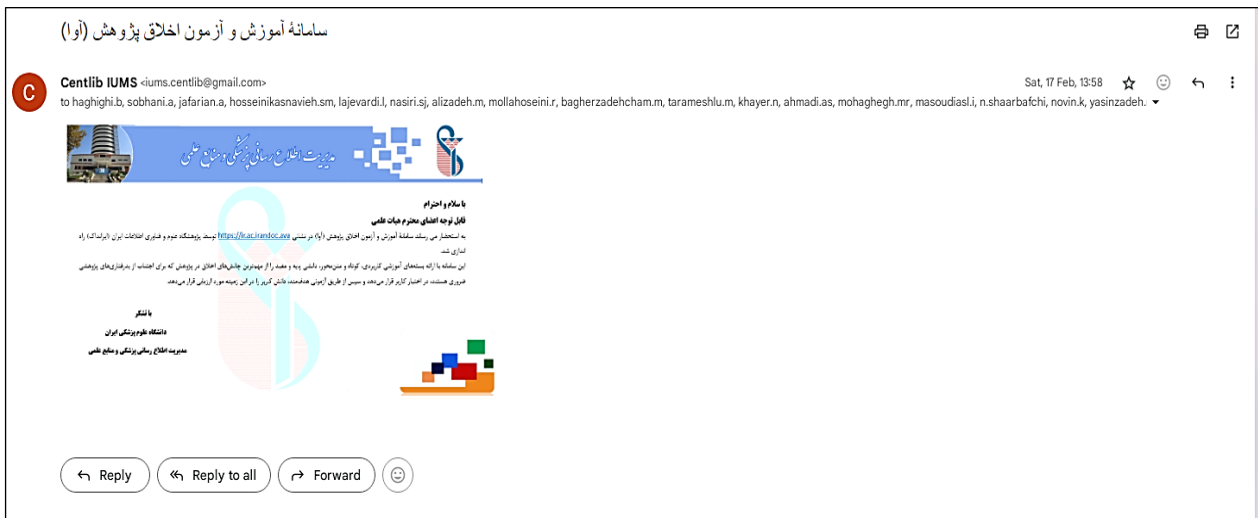 سامانهٔ آموزش و آزمون اخلاق پژوهش (آوا)
C
Centlib IUMS <iums.centlib@gmail.com>
Sat, 17 Feb, 13:58
to haghighi.b, sobhani.a, jafarian.a, hosseinikasnavieh.sm, lajevardi.l, nasiri.sj, alizadeh.m, mollahoseini.r, bagherzadehcham.m, tarameshlu.m, khayer.n, ahmadi.as, mohaghegh.mr, masoudiasl.i, n.shaarbafchi, novin.k, yasinzadeh.
مدیریت اطلاع رسانی پزشکی و منابع علمی
با سلام و احترام
قابل توجه اعضای محترم هیات علمی
به استحضار می رساند سامانهٔ آموزش و آزمون اخلاق پژوهش (آوا) در نشانی https://ir.ac.irandoc.ava توسط پژوهشگاه علوم و فناوری اطلاعات ایران (ایرانداک) راه
اندازی شد.
این سامانه با ارائه بسته‌های آموزشی کاربردی، کوتاه و متن‌محور، دانشی پایه و مفید را از مهم‌ترین چالش‌های اخلاق در پژوهش که برای اجتناب از بدرفتاری‌های پژوهشی
ضروری هستند، در اختیار کاربر قرار می‌دهد و سپس از طریق آزمونی هدفمند، دانش کاربر را در این زمینه مورد ارزیابی قرار می‌دهد.
با تشکر
دانشگاه علوم پزشکی ایران
مدیریت اطلاع رسانی پزشکی و منابع علمی
Reply
Reply to all
Forward